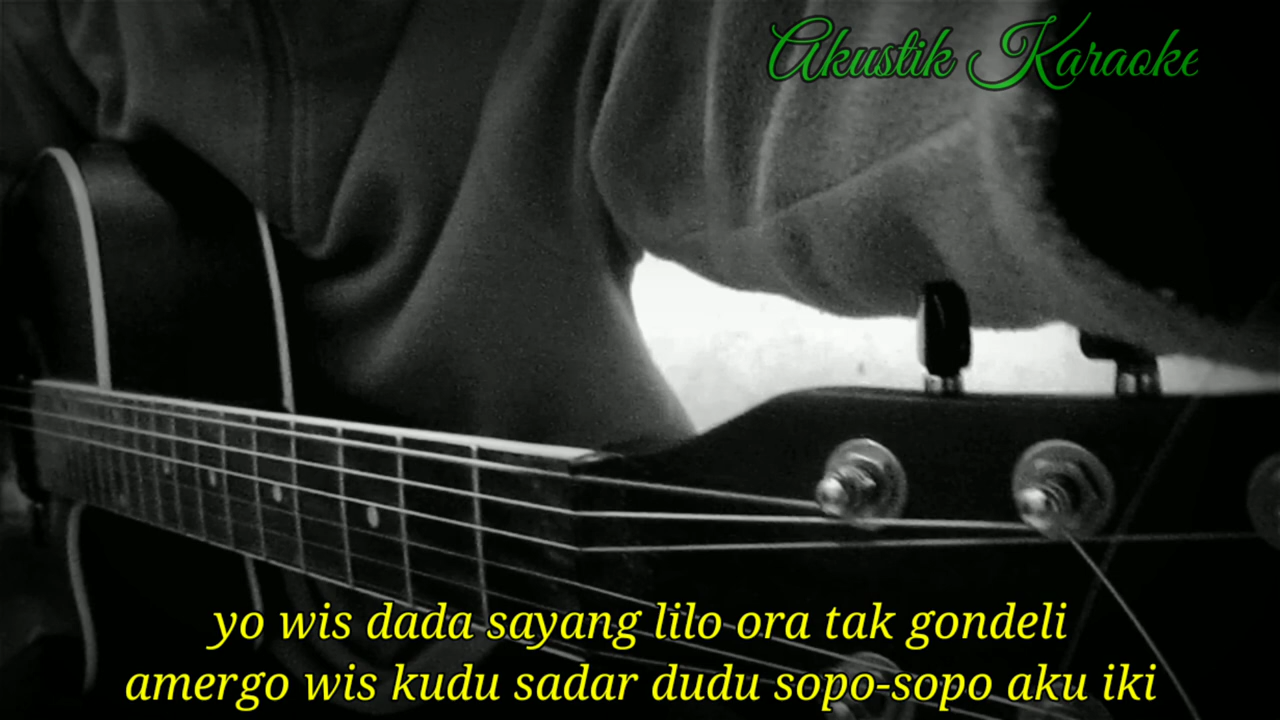 Akustik Karaoke
yo wis dada sayang lilo ora tak gondeli
amergo wis kudu sadar dudu sopo-sopo aku iki